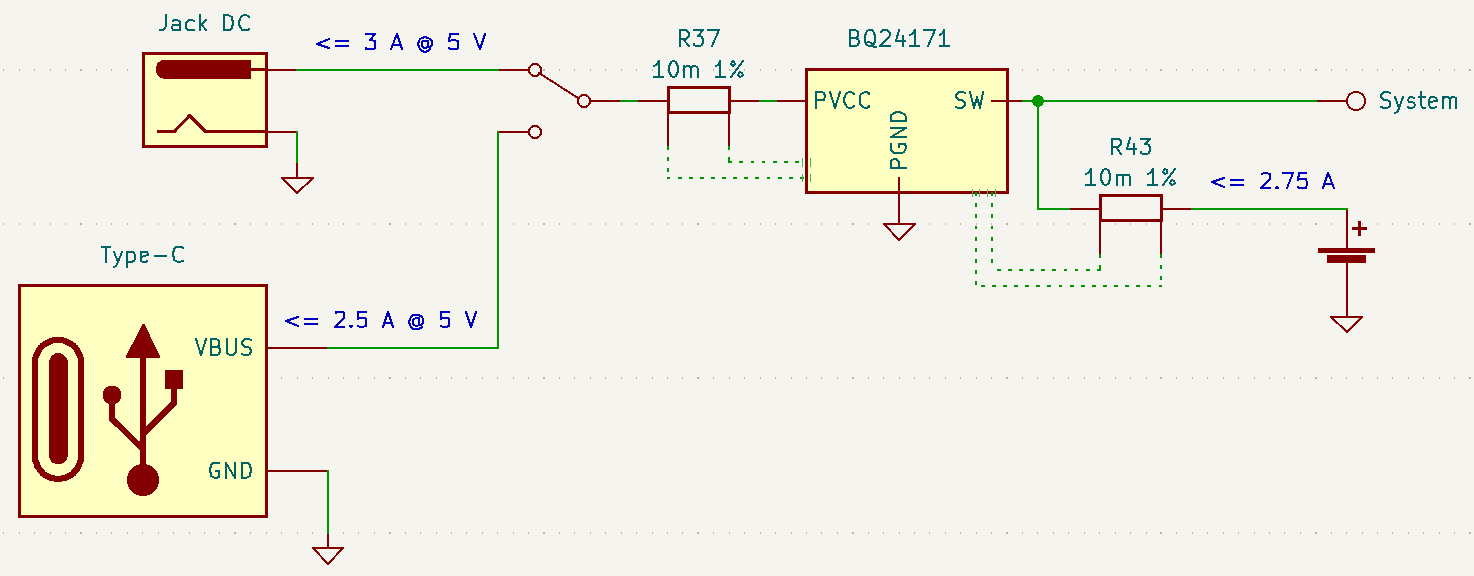 Jack DC
<= 3 A @ 5 V
R37
10m 1%
BQ24171
PVCC
SW
PGND
System
R43
10m 1%
<= 2.75 A
+
Type-C
<= 2.5 A @ 5 V
VBUS
GND